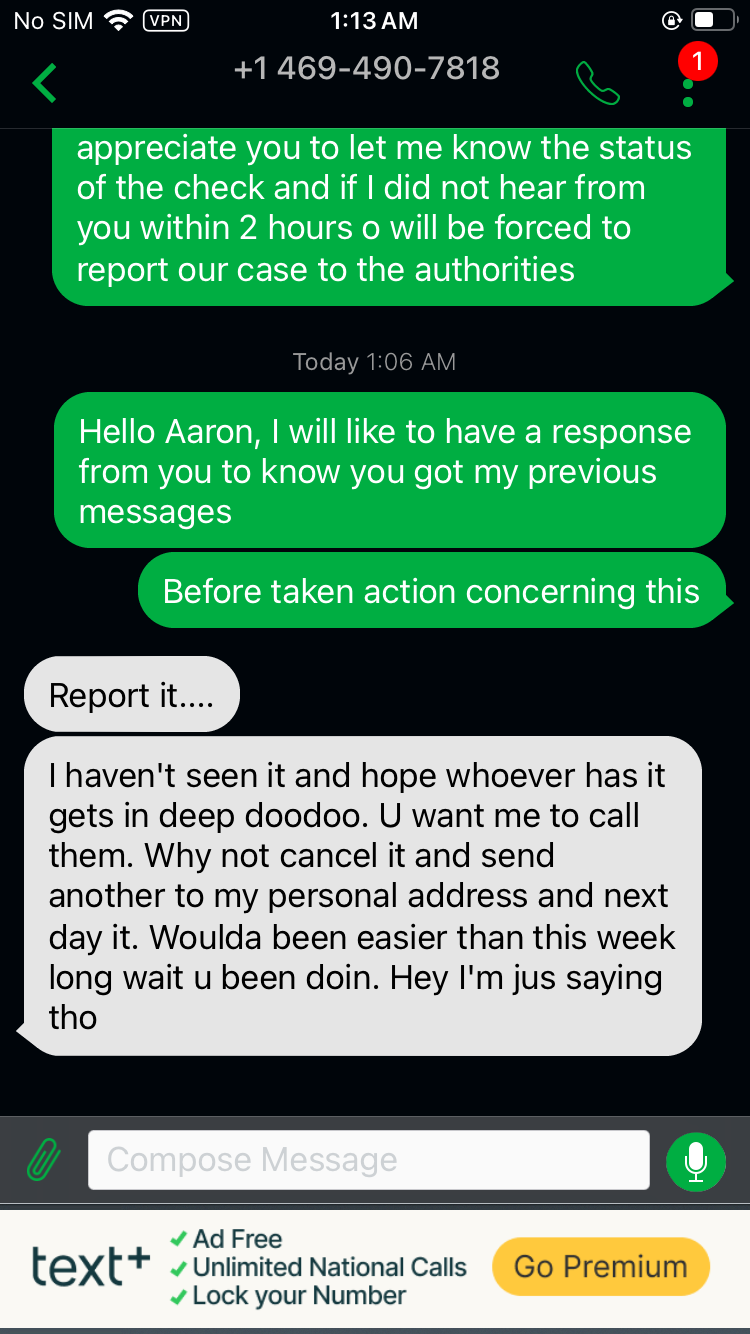 No SIM VPN 1:13 AM
+1 469-490-7818
1
appreciate you to let me know the status
of the check and if I did not hear from
you within 2 hours o will be forced to
report our case to the authorities
Today 1:06 AM
Hello Aaron, I will like to have a response
from you to know you got my previous
messages
Before taken action concerning this
Report it....
I haven't seen it and hope whoever has it
gets in deep doodoo. U want me to call
them. Why not cancel it and send
another to my personal address and next
day it. Woulda been easier than this week
long wait u been doin. Hey I'm jus saying
tho
Compose Message
text+
Ad Free
Unlimited National Calls
Lock your Number
Go Premium